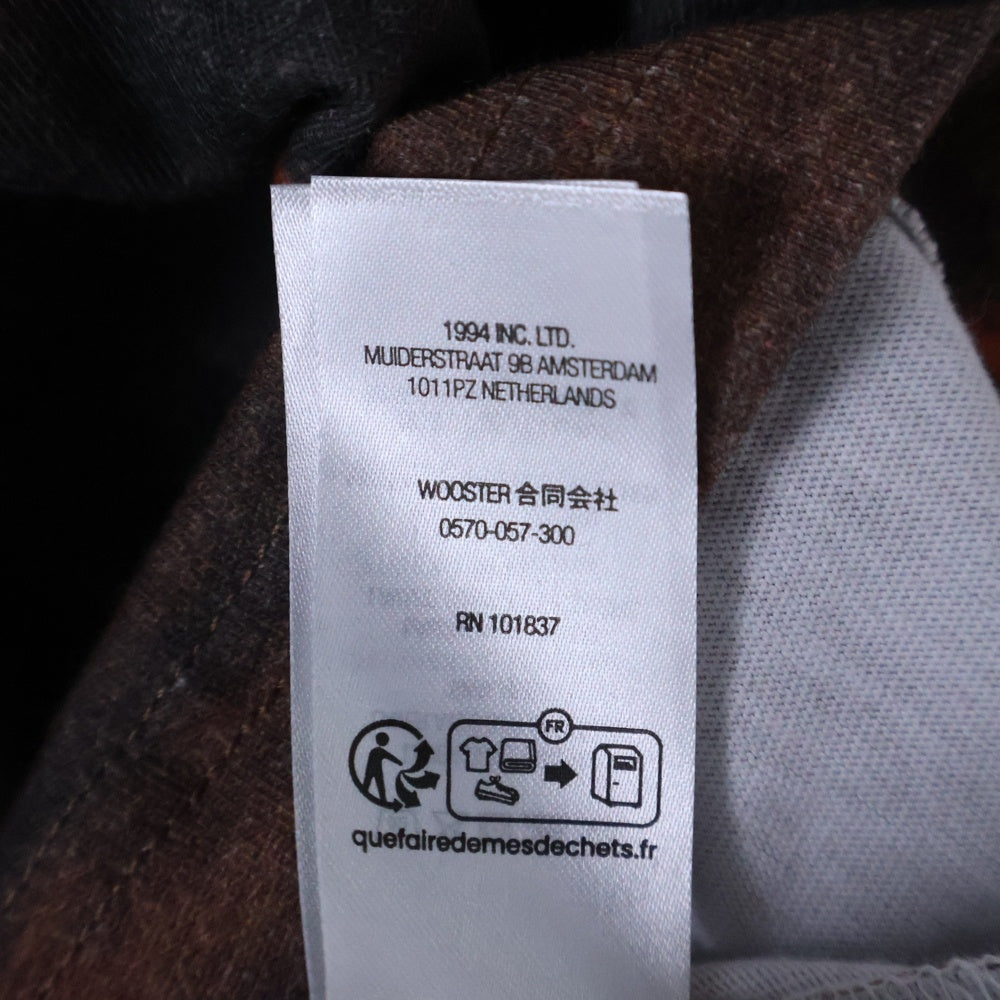 1994 INC. LTD.
MUIDERSTRAAT 9B AMSTERDAM
1011PZ NETHERLANDS
WOOSTER 合同会社
0570-057-300
RN 101837
FR
quefairedemesdechets.fr